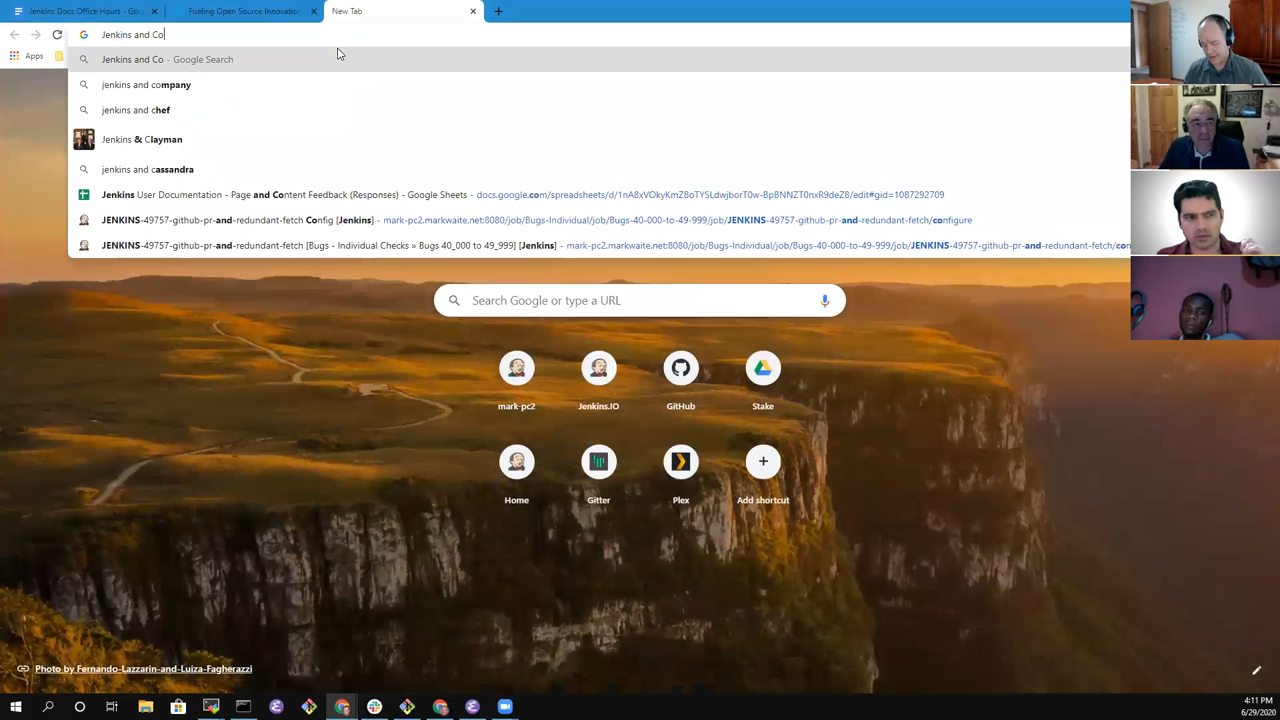 Jenkins Docs Office Hours - Goo
Fueling Open Source Innovation
New Tab
Jenkins and Co
Apps
Jenkins and Co - Google Search
jenkins and company
jenkins and chef
Jenkins & Clayman
jenkins and cassandra
Jenkins User Documentation - Page and Content Feedback (Responses) - Google Sheets - docs.google.com/spreadsheets/d/1nA8xVOkyKmZ8oTYSLdwjborT0w-BpBNNZT0nxR9deZ8/edit#gid=1087292709
JENKINS-49757-github-pr-and-redundant-fetch Config [Jenkins] - mark-pc2.markwaite.net:8080/job/Bugs-Individual/job/Bugs-40-000-to-49-999/job/JENKINS-49757-github-pr-and-redundant-fetch/configure
JENKINS-49757-github-pr-and-redundant-fetch [Bugs - Individual Checks » Bugs 40_000 to 49_999] [Jenkins] - mark-pc2.markwaite.net:8080/job/Bugs-Individual/job/Bugs-40-000-to-49-999/job/JENKINS-49757-github-pr-and-redundant-fetch/con
Search Google or type a URL
mark-pc2
Jenkins.IO
GitHub
Stake
Home
Gitter
Plex
Add shortcut
Photo by Fernando-Lazzarin-and-Luiza-Fagherazzi
4:11 PM
6/29/2020